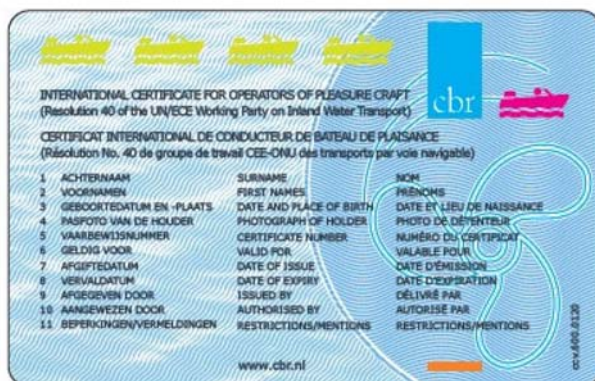 cbr
INTERNATIONAL CERTIFICATE FOR OPERATORS OF PLEASURE CRAFT
(Resolution 40 of the UN/ECE Working Party on Inland Water Transport)
CERTIFICAT INTERNATIONAL DE CONDUCTEUR DE BATEAU DE PLAISANCE
(Résolution No. 40 de groupe de travail CEE-ONU des transports par voie navigable)
1 ACHTERNAAM SURNAME NOM
2 VOORNAMEN FIRST NAMES PRÉNOMS
3 GEBOORTEDATUM EN -PLAATS DATE AND PLACE OF BIRTH DATE ET LIEU DE NAISSANCE
4 PASFOTO VAN DE HOUDER PHOTOGRAPH OF HOLDER PHOTO DE DÉTENTEUR
5 VAARBEWIJSNUMMER CERTIFICATE NUMBER NUMÉRO DU CERTIFICAT
6 GELDIG VOOR VALID FOR VALABLE POUR
7 AFGIFTEDATUM DATE OF ISSUE DATE D'ÉMISSION
8 VERVALDATUM DATE OF EXPIRY DATE D'EXPIRATION
9 AFGEGEVEN DOOR ISSUED BY DÉLIVRÉ PAR
10 AANGEWEZEN DOOR AUTHORISED BY AUTORISÉ PAR
11 BEPERKINGEN/VERMELDINGEN RESTRICTIONS/MENTIONS RESTRICTIONS/MENTIONS
www.cbr.nl
ccv.600.0120